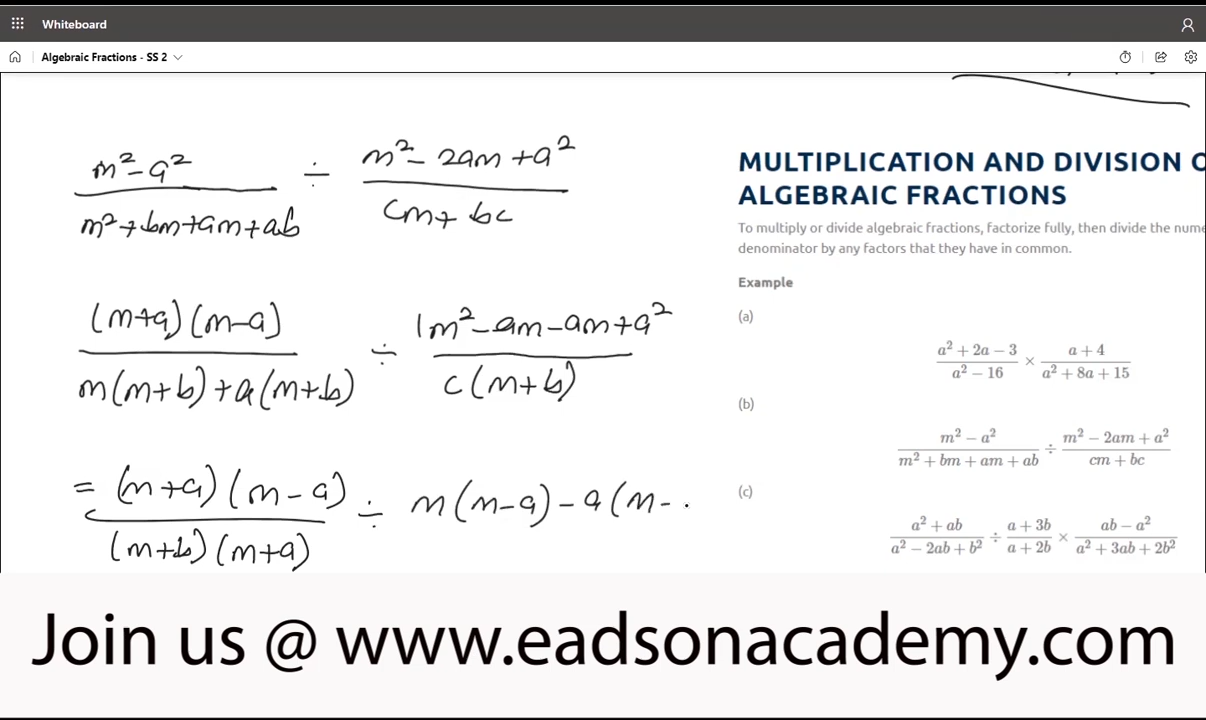 Whiteboard
Algebraic Fractions - SS 2
m² - a² / m² + bm + am + ab ÷ m² - 2am + a² / cm + bc
(m+a)(m-a) / m(m+b) + a(m+b) ÷ 1m² - am - am + a² / c(m+b)
= (m+a)(m-a) / (m+b)(m+a) ÷ m(m-a) - a(m-
MULTIPLICATION AND DIVISION O
ALGEBRAIC FRACTIONS
To multiply or divide algebraic fractions, factorize fully, then divide the nume
denominator by any factors that they have in common.
Example
(a)
a² + 2a − 3 / a² − 16 × a + 4 / a² + 8a + 15
(b)
m² − a² / m² + bm + am + ab ÷ m² − 2am + a² / cm + bc
(c)
a² + ab / a² − 2ab + b² ÷ a + 3b / a + 2b × ab − a² / a² + 3ab + 2b²
Join us @ www.eadsonacademy.com